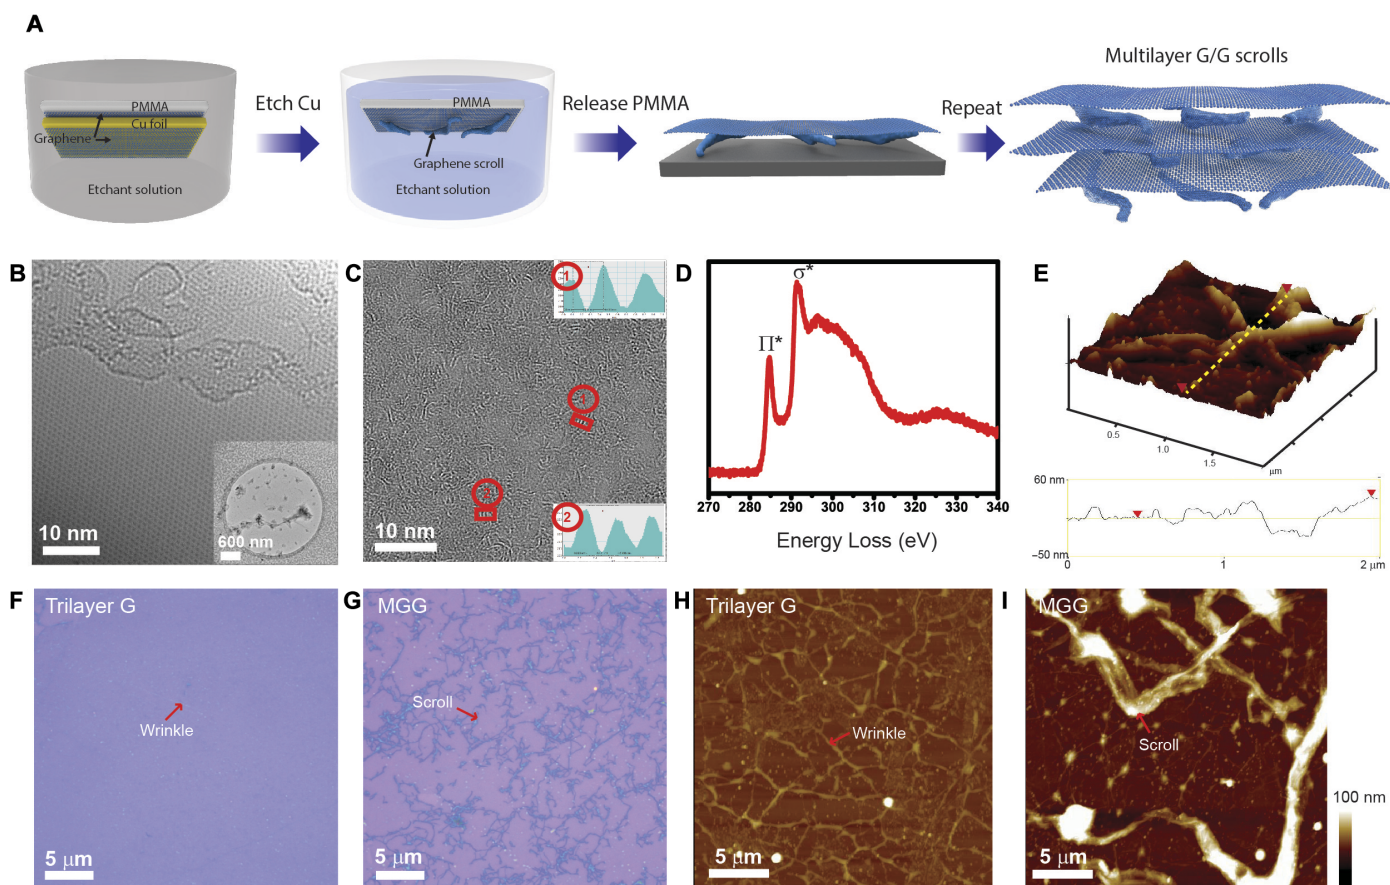 A
Multilayer G/G scrolls
PMMA
Cu foil
Graphene
Etchant solution
Etch Cu
PMMA
Graphene scroll
Etchant solution
Release PMMA
Repeat
B
10 nm
600 nm
C
1
1
2
10 nm
D
Π*
σ*
270 280 290 300 310 320 330 340
Energy Loss (eV)
E
0.5
1.0
1.5
μm
60 nm
−50 nm
0 1 2 μm
F
Trilayer G
Wrinkle
5 μm
G
MGG
Scroll
5 μm
H
Trilayer G
Wrinkle
5 μm
I
MGG
Scroll
5 μm
100 nm